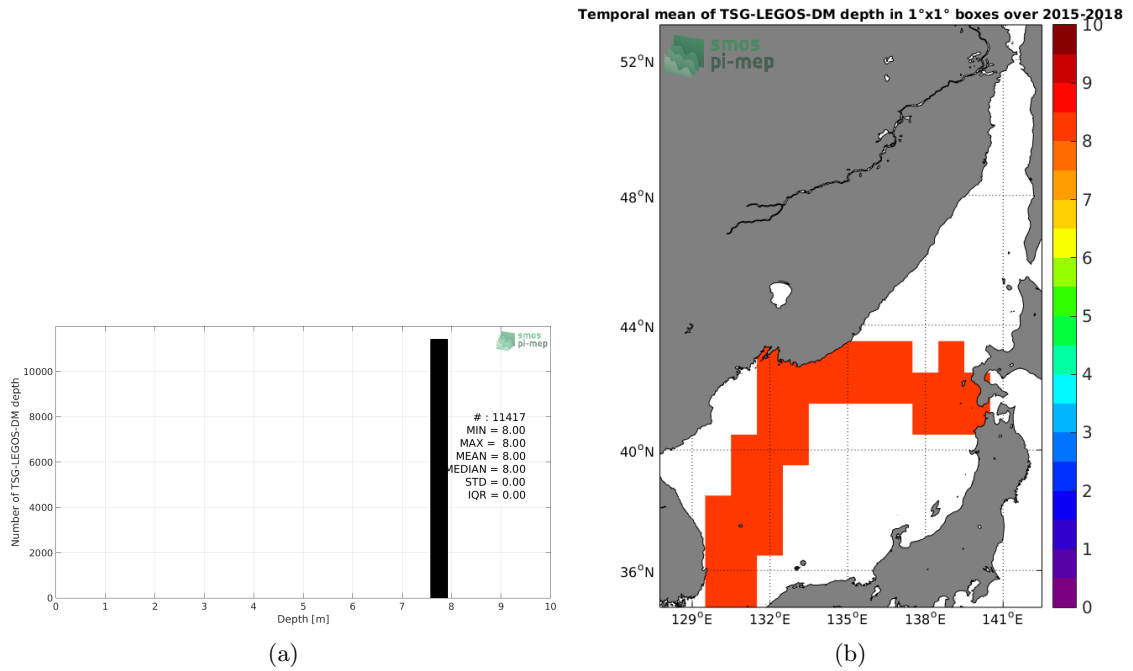 Temporal mean of TSG-LEGOS-DM depth in 1°x1° boxes over 2015-2018
smos
pi-mep
52°N
48°N
44°N
40°N
36°N
129°E
132°E
135°E
138°E
141°E
10
9
8
7
6
5
4
3
2
1
0
smos
pi-mep
Number of TSG-LEGOS-DM depth
10000
8000
6000
4000
2000
0
# : 11417
MIN = 8.00
MAX = 8.00
MEAN = 8.00
MEDIAN = 8.00
STD = 0.00
IQR = 0.00
0 1 2 3 4 5 6 7 8 9 10
Depth [m]
(a)
(b)